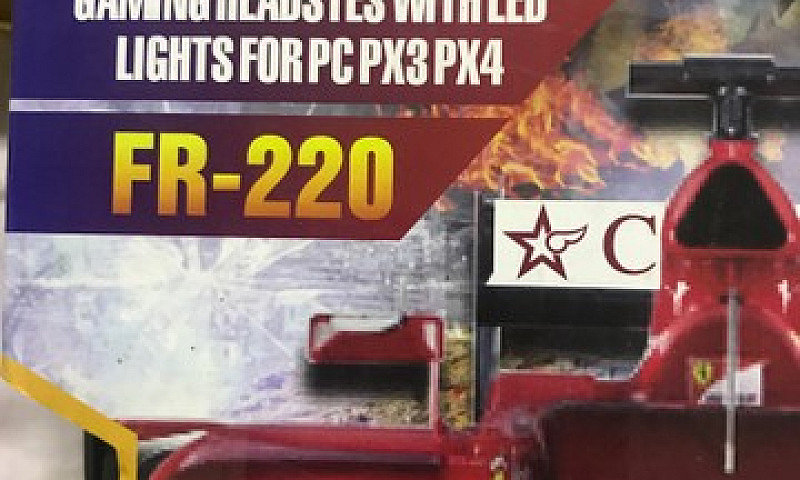 GAMING HEADSTES WITH LED
LIGHTS FOR PC PX3 PX4
FR-220
C